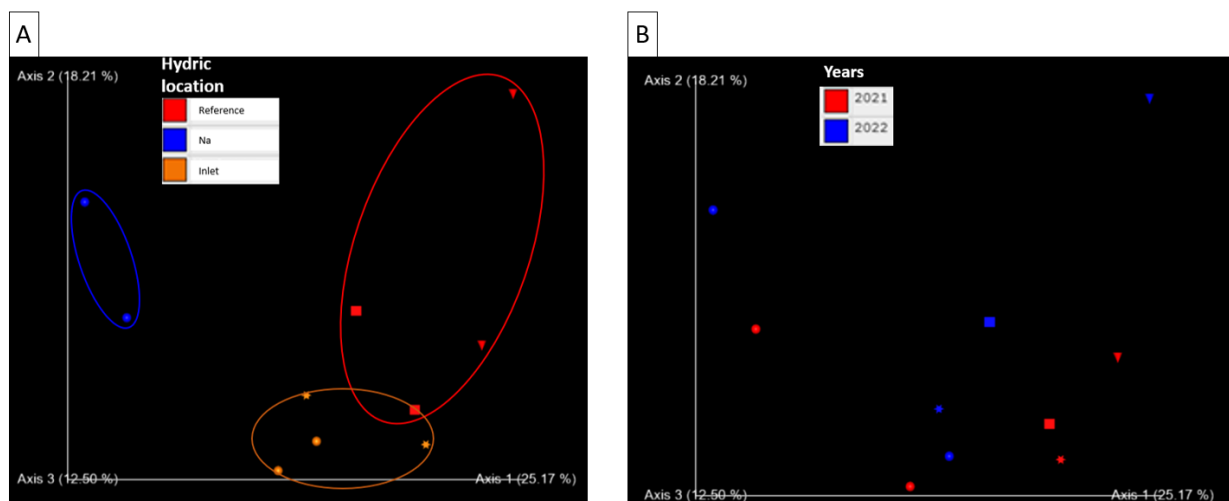 A
Axis 2 (18.21 %)
Hydric
location
Reference
Na
Inlet
Axis 3 (12.50 %)
Axis 1 (25.17 %)
B
Axis 2 (18.21 %)
Years
2021
2022
Axis 3 (12.50 %)
Axis 1 (25.17 %)